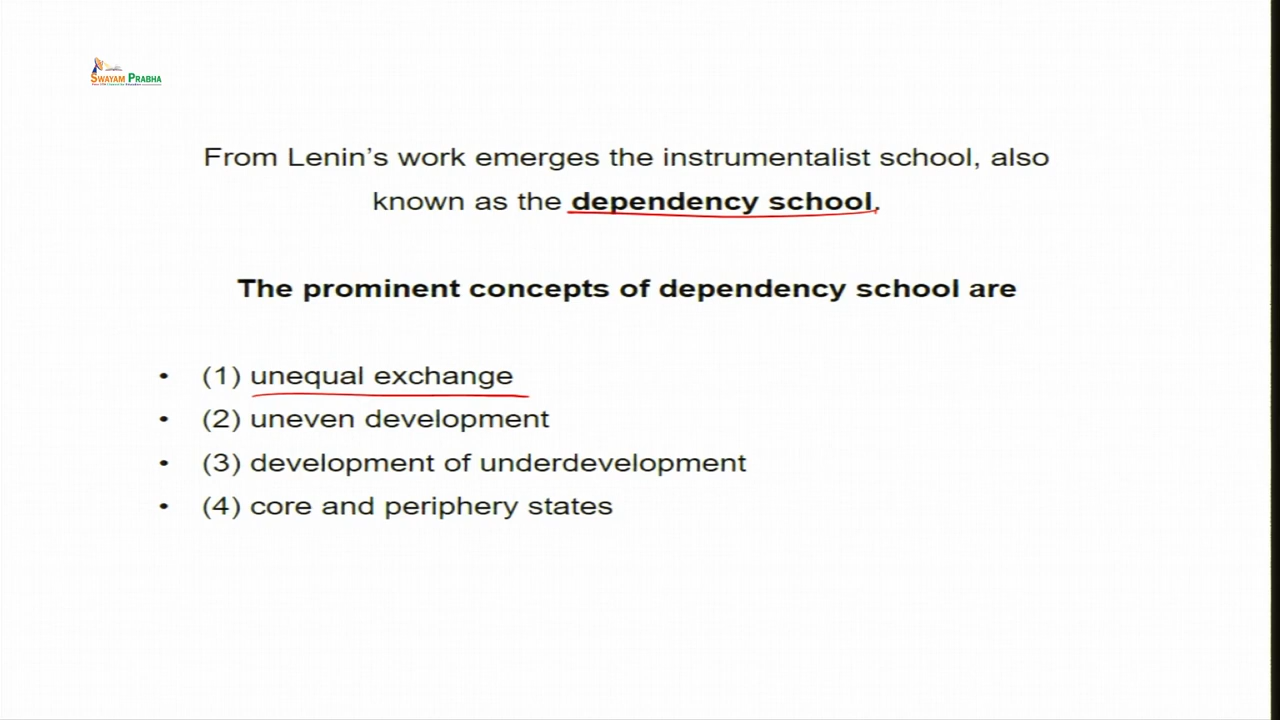 SWAYAM PRABHA
From Lenin’s work emerges the instrumentalist school, also
known as the dependency school.
The prominent concepts of dependency school are
• (1) unequal exchange
• (2) uneven development
• (3) development of underdevelopment
• (4) core and periphery states